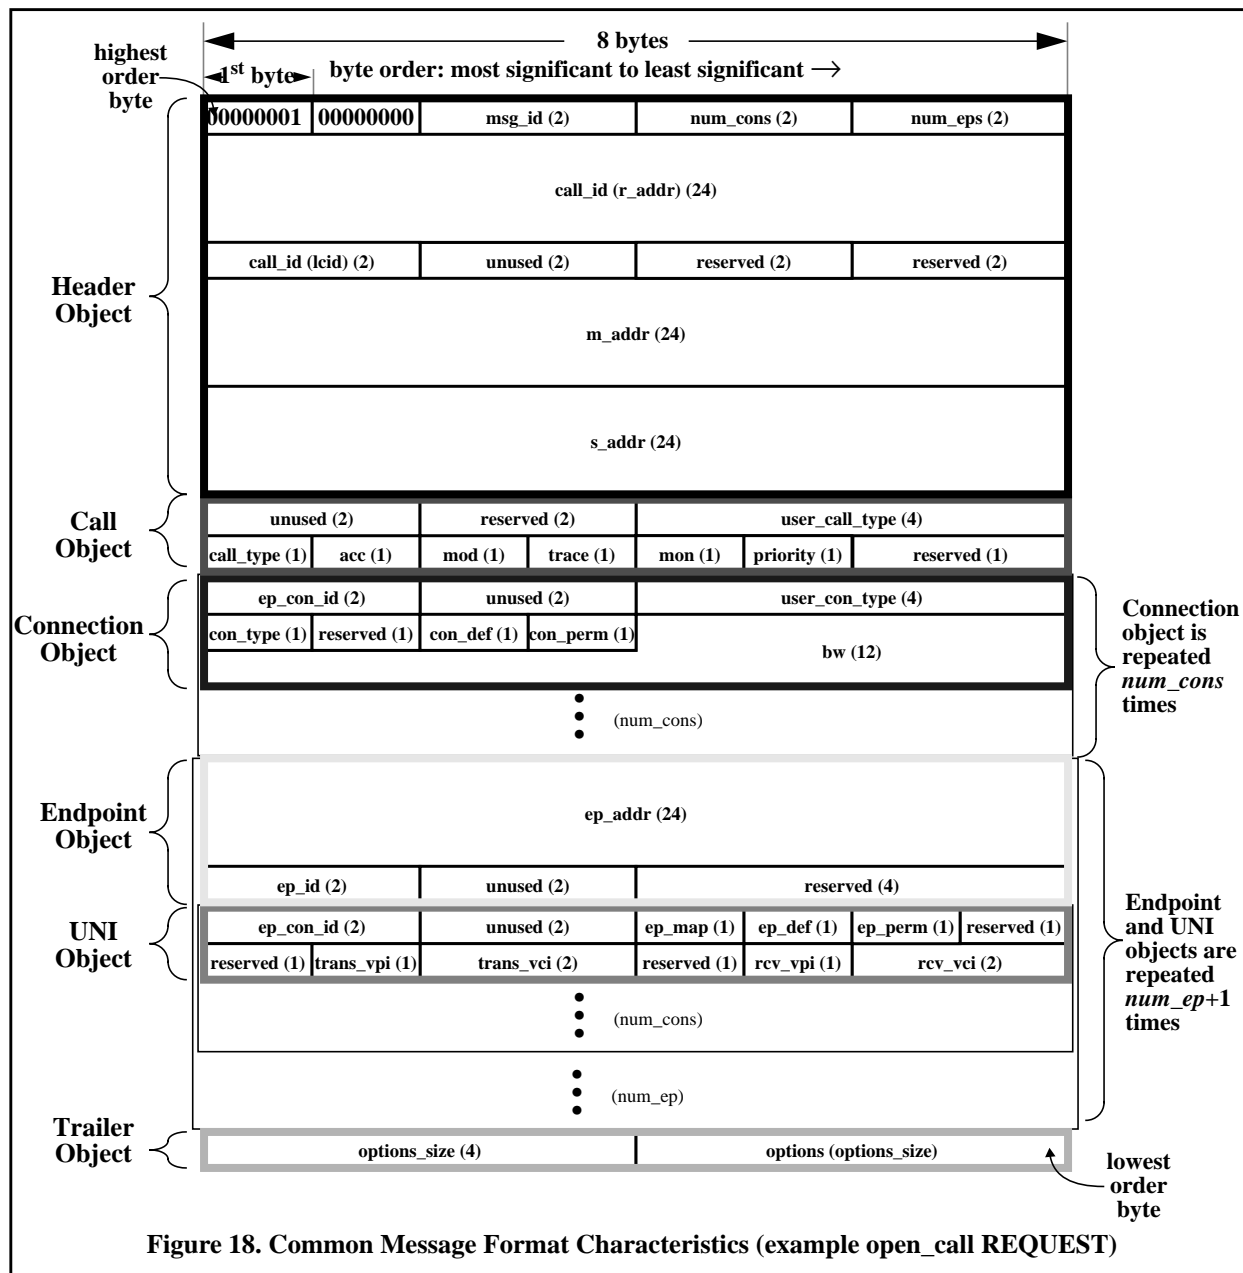 8 bytes
highest
order
byte
1st byte
byte order: most significant to least significant →
00000001 00000000 msg_id (2) num_cons (2) num_eps (2)
call_id (r_addr) (24)
call_id (lcid) (2) unused (2) reserved (2) reserved (2)
Header
Object
m_addr (24)
s_addr (24)
Call
Object
unused (2) reserved (2) user_call_type (4)
call_type (1) acc (1) mod (1) trace (1) mon (1) priority (1) reserved (1)
Connection
Object
ep_con_id (2) unused (2) user_con_type (4)
con_type (1) reserved (1) con_def (1) con_perm (1)
bw (12)
Connection
object is
repeated
num_cons
times
(num_cons)
Endpoint
Object
ep_addr (24)
ep_id (2) unused (2) reserved (4)
UNI
Object
ep_con_id (2) unused (2) ep_map (1) ep_def (1) ep_perm (1) reserved (1)
reserved (1) trans_vpi (1) trans_vci (2) reserved (1) rcv_vpi (1) rcv_vci (2)
Endpoint
and UNI
objects are
repeated
num_ep+1
times
(num_cons)
(num_ep)
Trailer
Object
options_size (4) options (options_size)
lowest
order
byte
Figure 18. Common Message Format Characteristics (example open_call REQUEST)